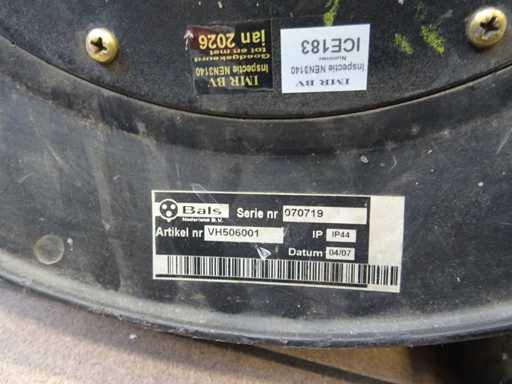 IMR BV
Inspectie NEN3140
Goedgekeurd
tot en met
jan 2026
IMR BV
Inspectie NEN3140
Nummer
ICE183
Bals
Nederland B.V.
Serie nr 070719
Artikel nr VH506001 IP IP44
Datum 04/07